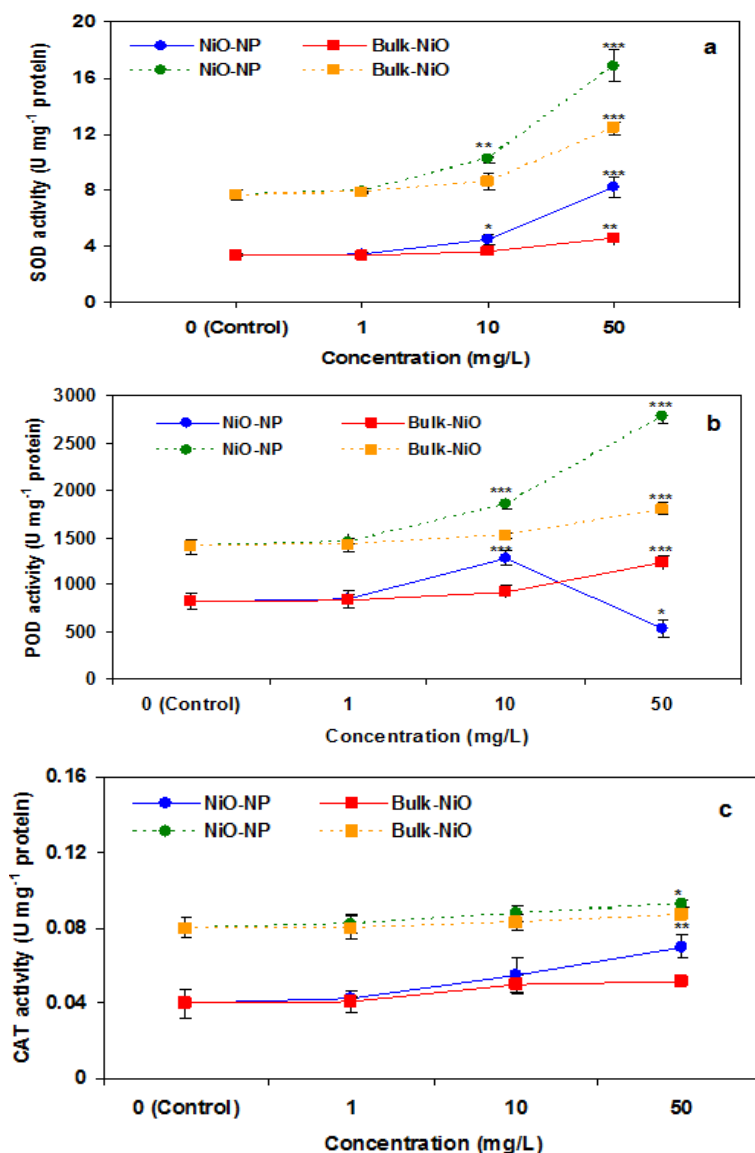 20
16
12
8
4
0
SOD activity (U mg⁻¹ protein)
NiO-NP Bulk-NiO
NiO-NP Bulk-NiO
a
***
***
**
***
*
**
0 (Control) 1 10 50
Concentration (mg/L)
3000
2500
2000
1500
1000
500
0
POD activity (U mg⁻¹ protein)
NiO-NP Bulk-NiO
NiO-NP Bulk-NiO
b
***
***
***
***
***
*
0 (Control) 1 10 50
Concentration (mg/L)
0.16
0.12
0.08
0.04
0
CAT activity (U mg⁻¹ protein)
NiO-NP Bulk-NiO
NiO-NP Bulk-NiO
c
*
**
0 (Control) 1 10 50
Concentration (mg/L)